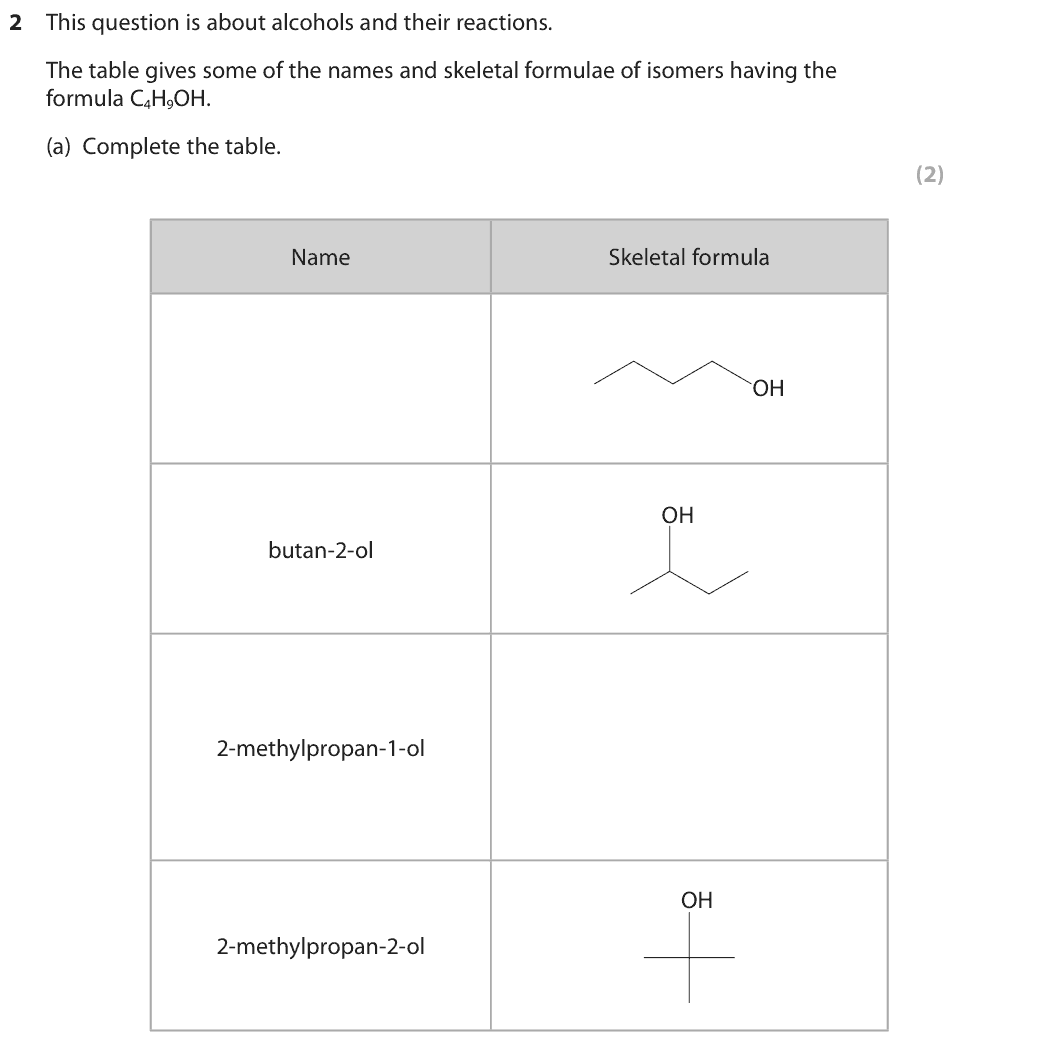 2 This question is about alcohols and their reactions.
The table gives some of the names and skeletal formulae of isomers having the
formula C₄H₉OH.
(a) Complete the table.
(2)
Name Skeletal formula
OH
butan-2-ol
OH
2-methylpropan-1-ol
2-methylpropan-2-ol
OH